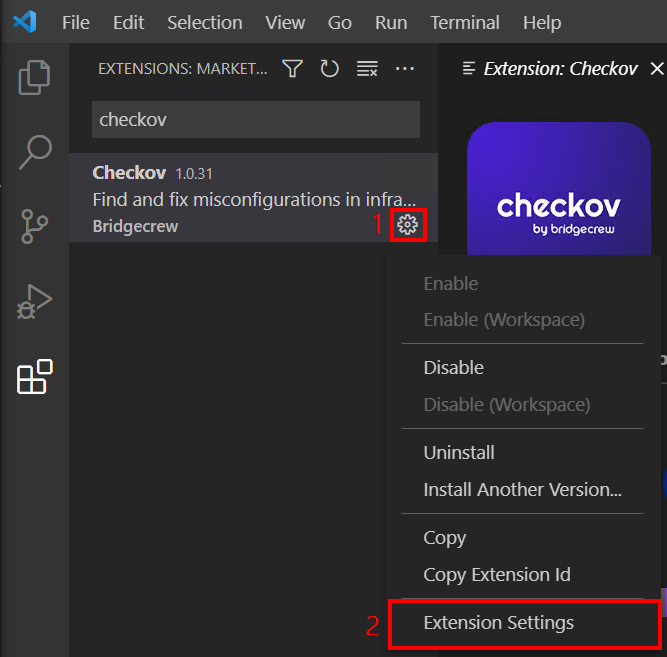 File Edit Selection View Go Run Terminal Help
EXTENSIONS: MARKET...
Extension: Checkov
checkov
Checkov 1.0.31
Find and fix misconfigurations in infra...
Bridgecrew
1
checkov
by bridgecrew
Enable
Enable (Workspace)
Disable
Disable (Workspace)
Uninstall
Install Another Version...
Copy
Copy Extension Id
2 Extension Settings